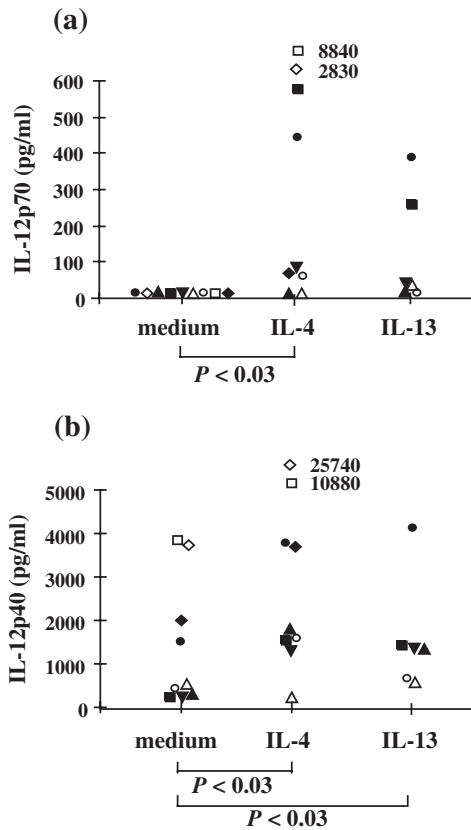 (a)
8840
2830
600
500
400
300
200
100
0
IL-12p70 (pg/ml)
medium IL-4 IL-13
P < 0.03
(b)
25740
10880
5000
4000
3000
2000
1000
0
IL-12p40 (pg/ml)
medium IL-4 IL-13
P < 0.03
P < 0.03